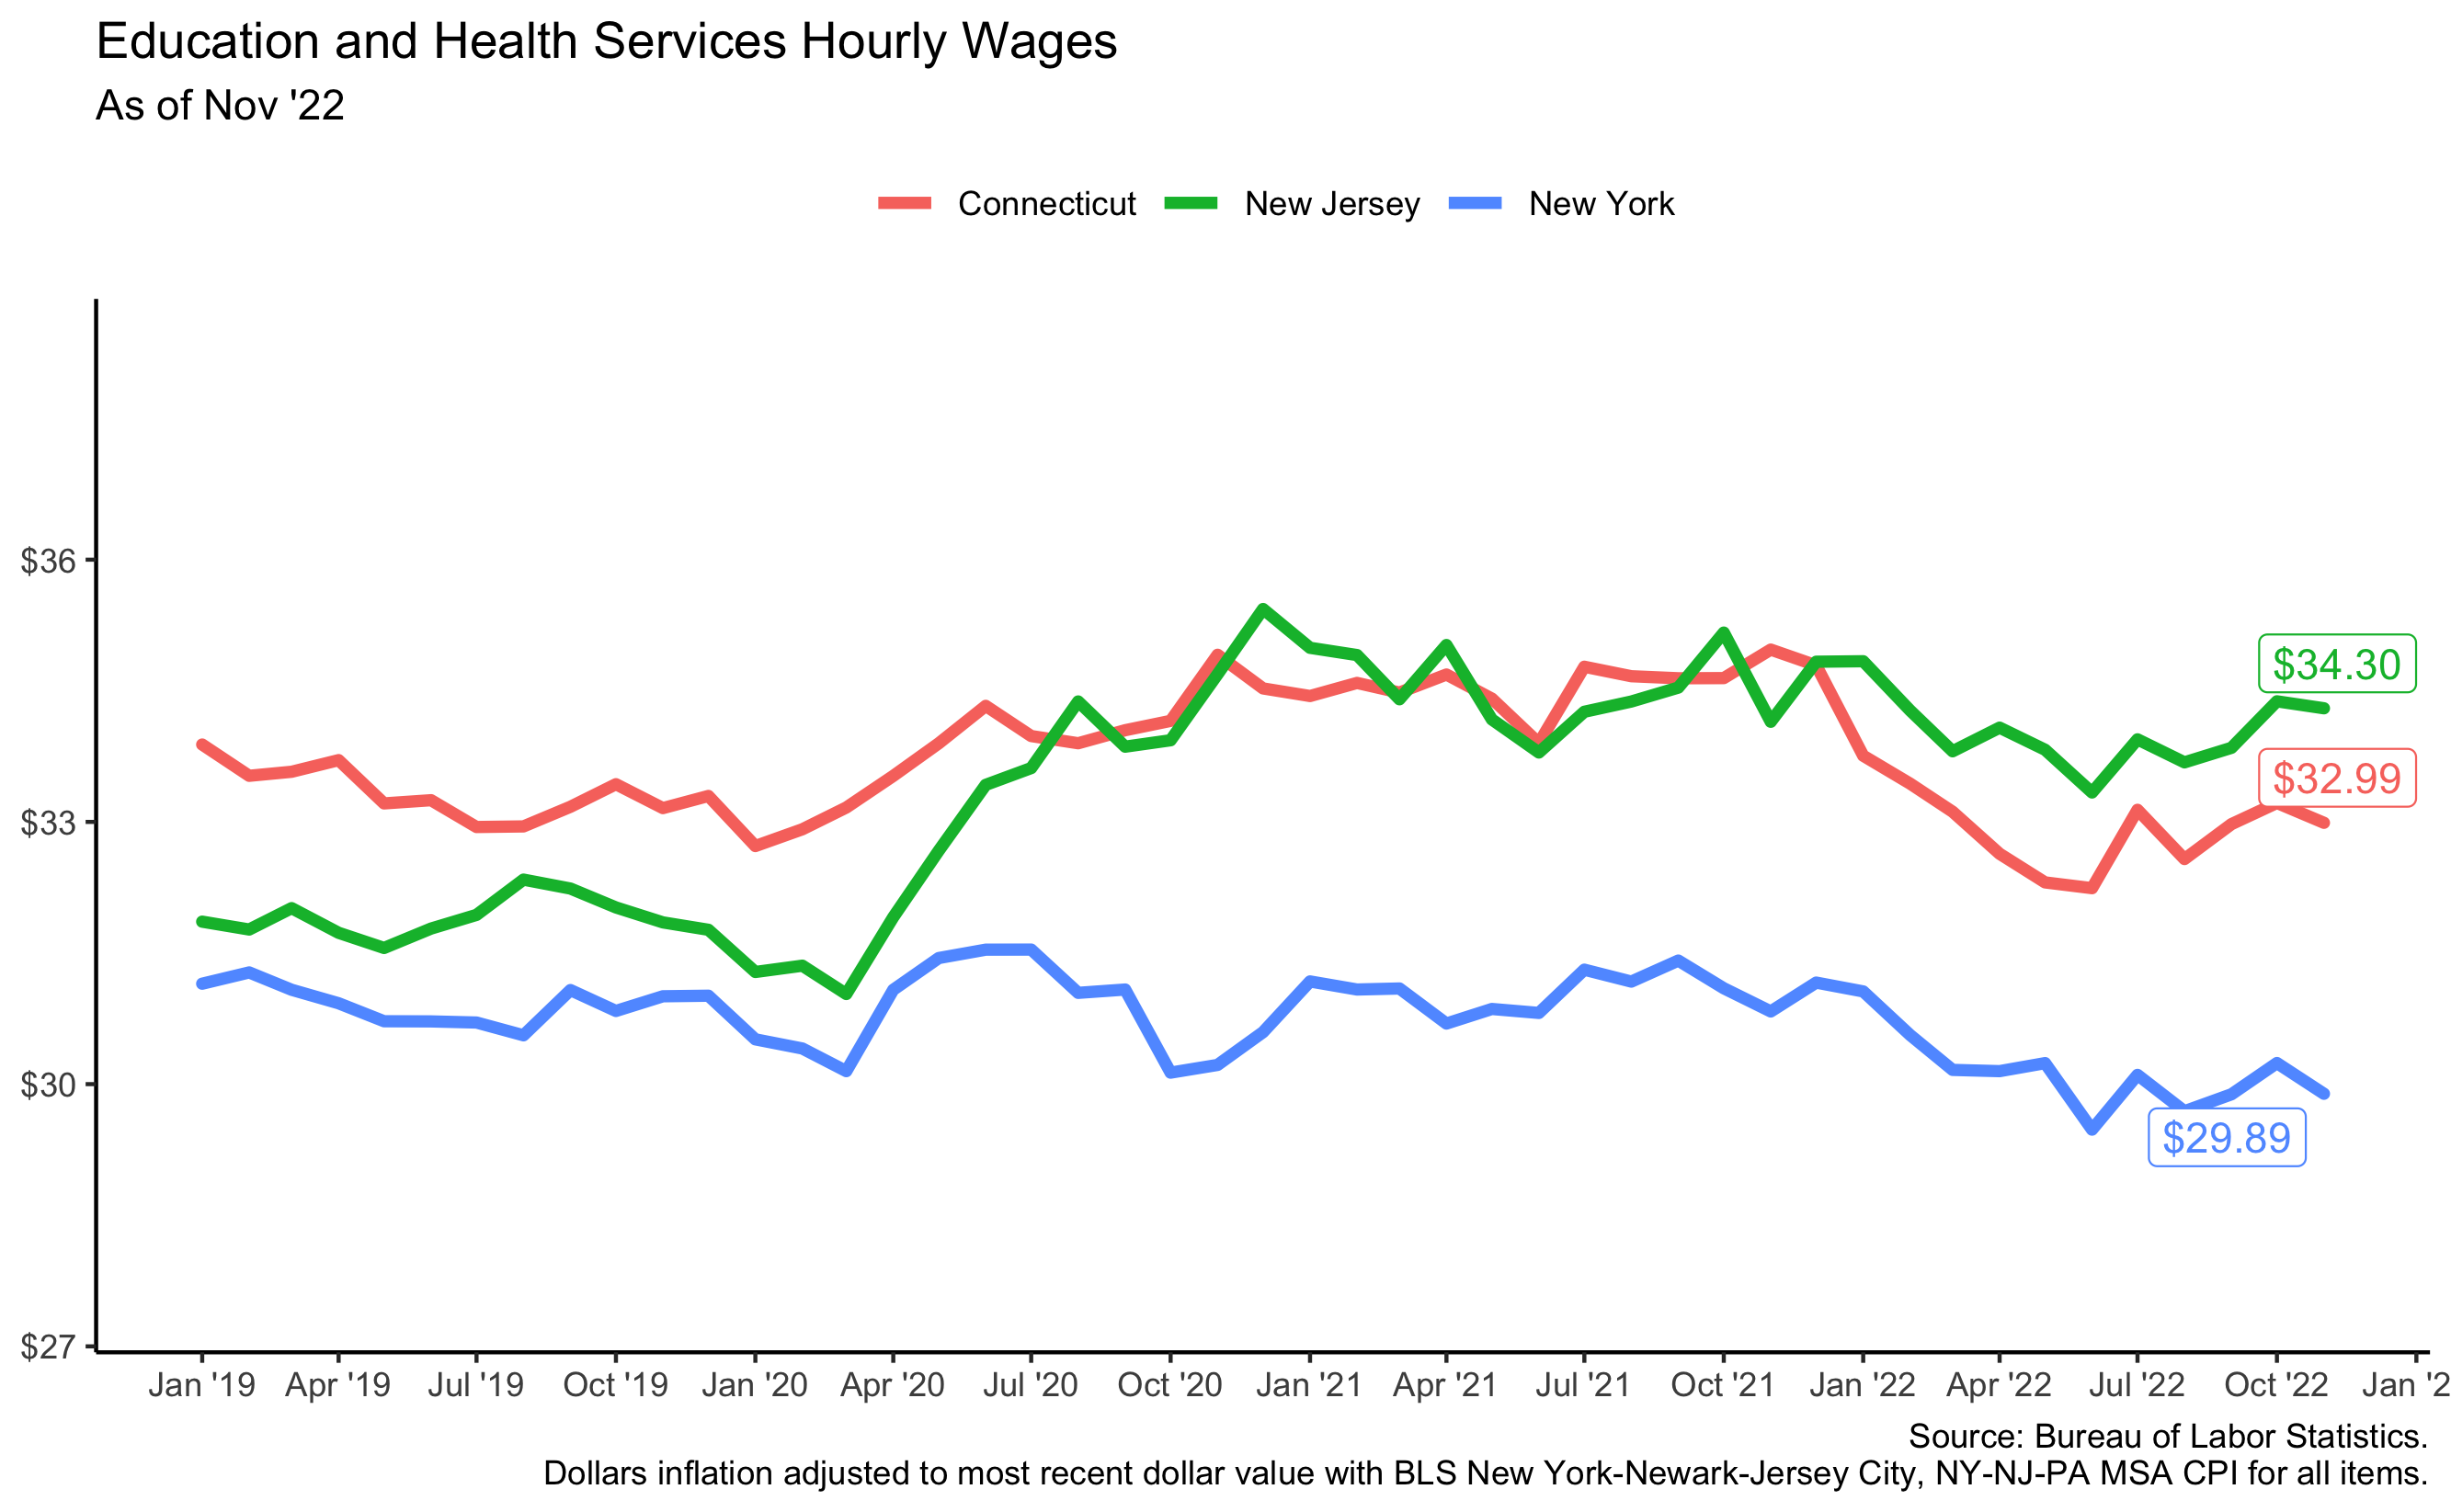 Education and Health Services Hourly Wages
As of Nov '22
Connecticut New Jersey New York
$36
$34.30
$32.99
$33
$30
$29.89
$27
Jan '19 Apr '19 Jul '19 Oct '19 Jan '20 Apr '20 Jul '20 Oct '20 Jan '21 Apr '21 Jul '21 Oct '21 Jan '22 Apr '22 Jul '22 Oct '22 Jan '2
Source: Bureau of Labor Statistics.
Dollars inflation adjusted to most recent dollar value with BLS New York-Newark-Jersey City, NY-NJ-PA MSA CPI for all items.